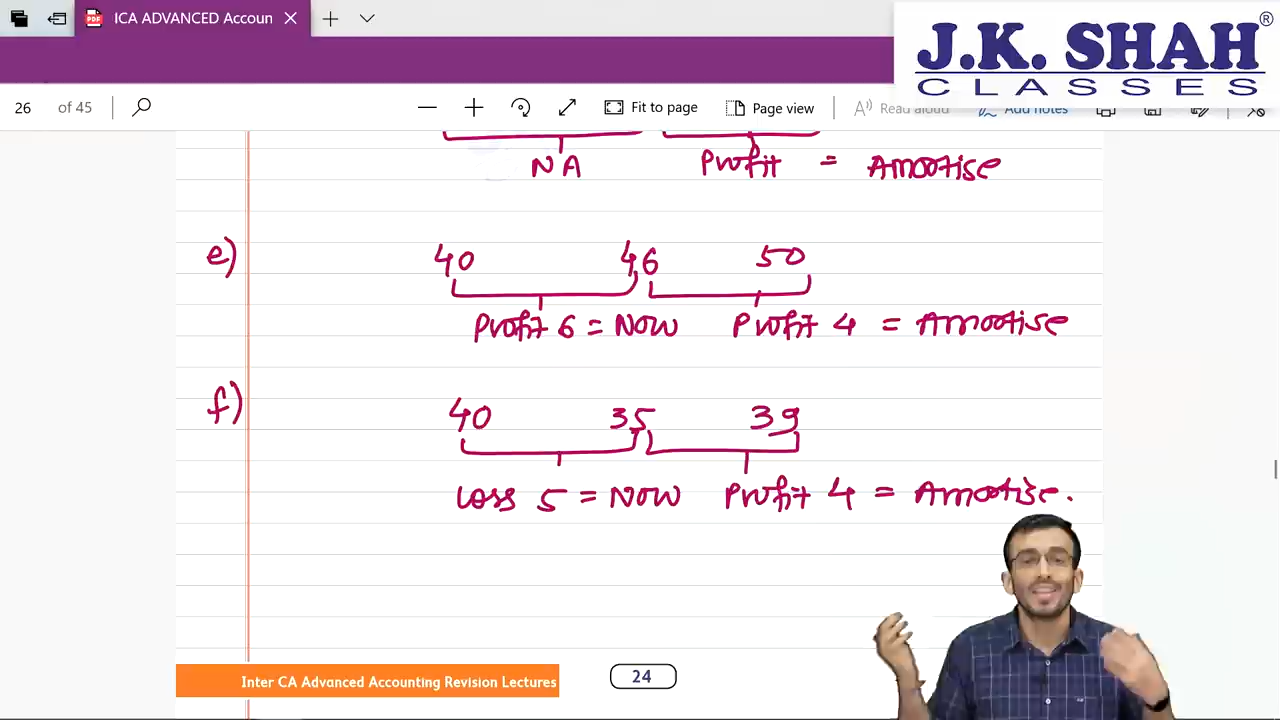 ICA ADVANCED Accoun
J.K. SHAH®
CLASSES
26 of 45 Fit to page Page view Read aloud Add notes
NA Profit = Amortise
e) 40 46 50
Profit 6 = Now Profit 4 = Amortise
f) 40 35 39
Loss 5 = Now Profit 4 = Amortise.
Inter CA Advanced Accounting Revision Lectures 24